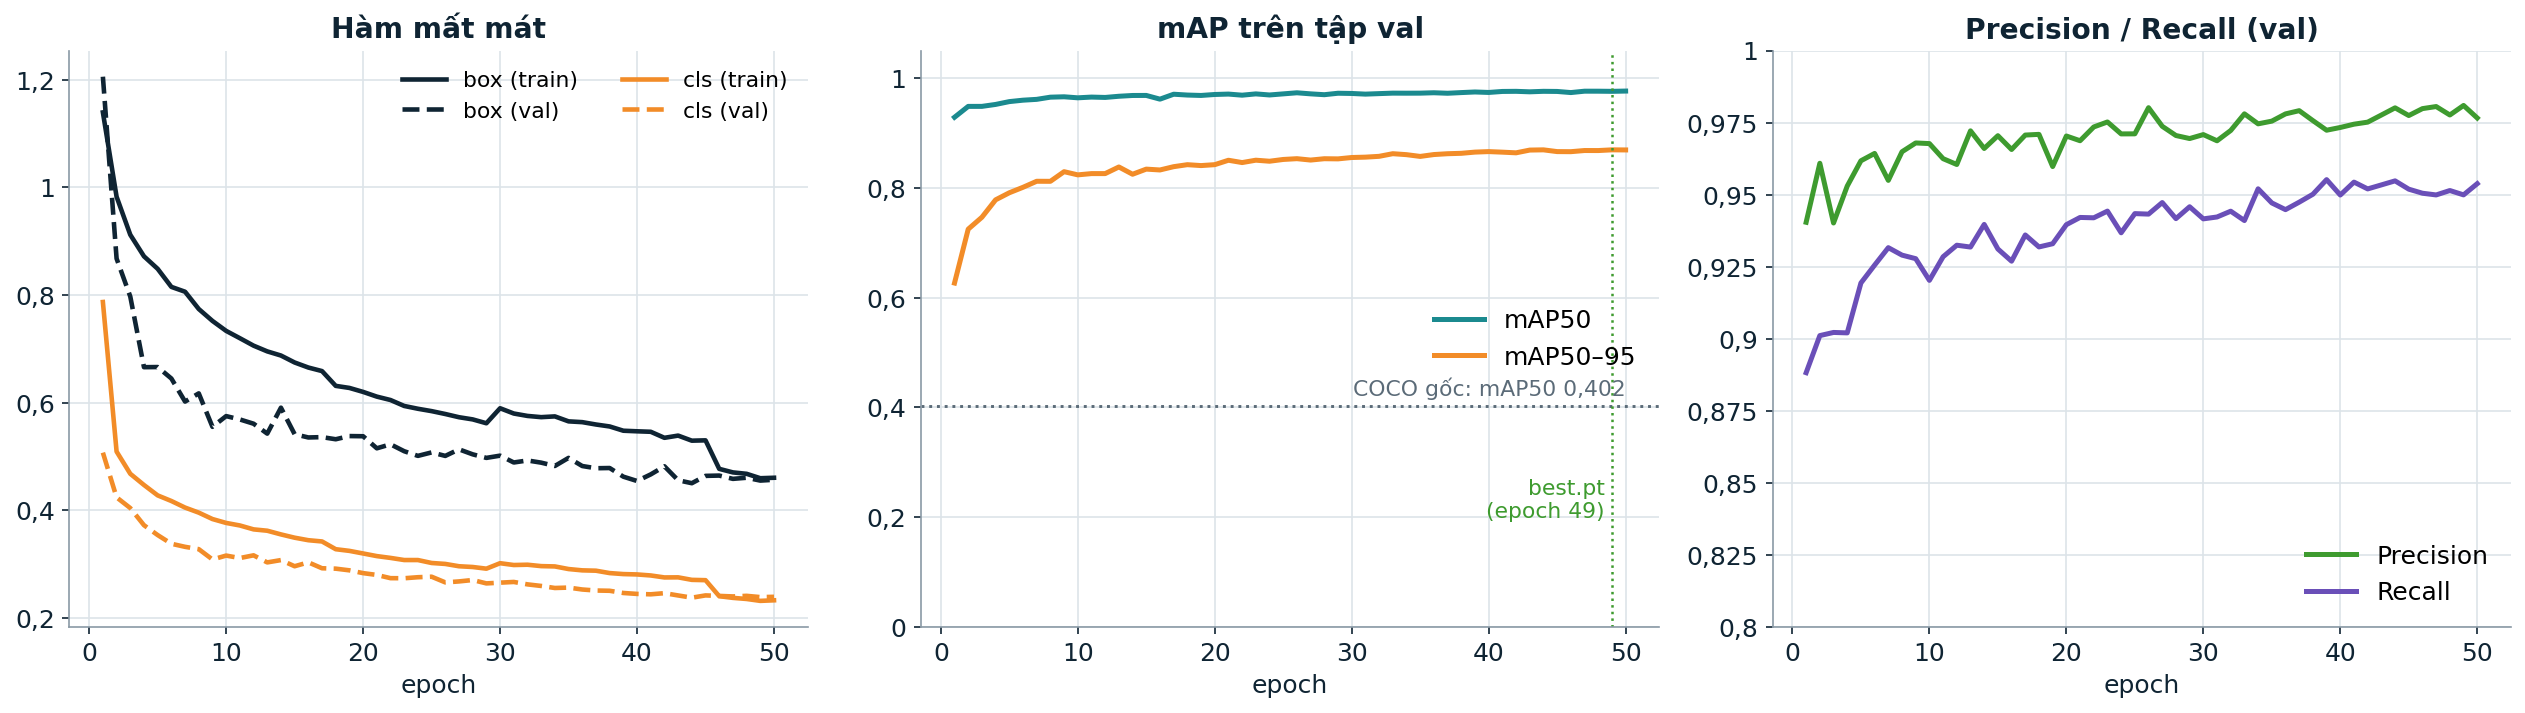 Hàm mất mát
1,2
1
0,8
0,6
0,4
0,2
0 10 20 30 40 50
epoch
box (train)
box (val)
cls (train)
cls (val)
mAP trên tập val
1
0,8
0,6
0,4
0,2
0
0 10 20 30 40 50
epoch
mAP50
mAP50–95
COCO gốc: mAP50 0,402
best.pt
(epoch 49)
Precision / Recall (val)
1
0,975
0,95
0,925
0,9
0,875
0,85
0,825
0,8
0 10 20 30 40 50
epoch
Precision
Recall